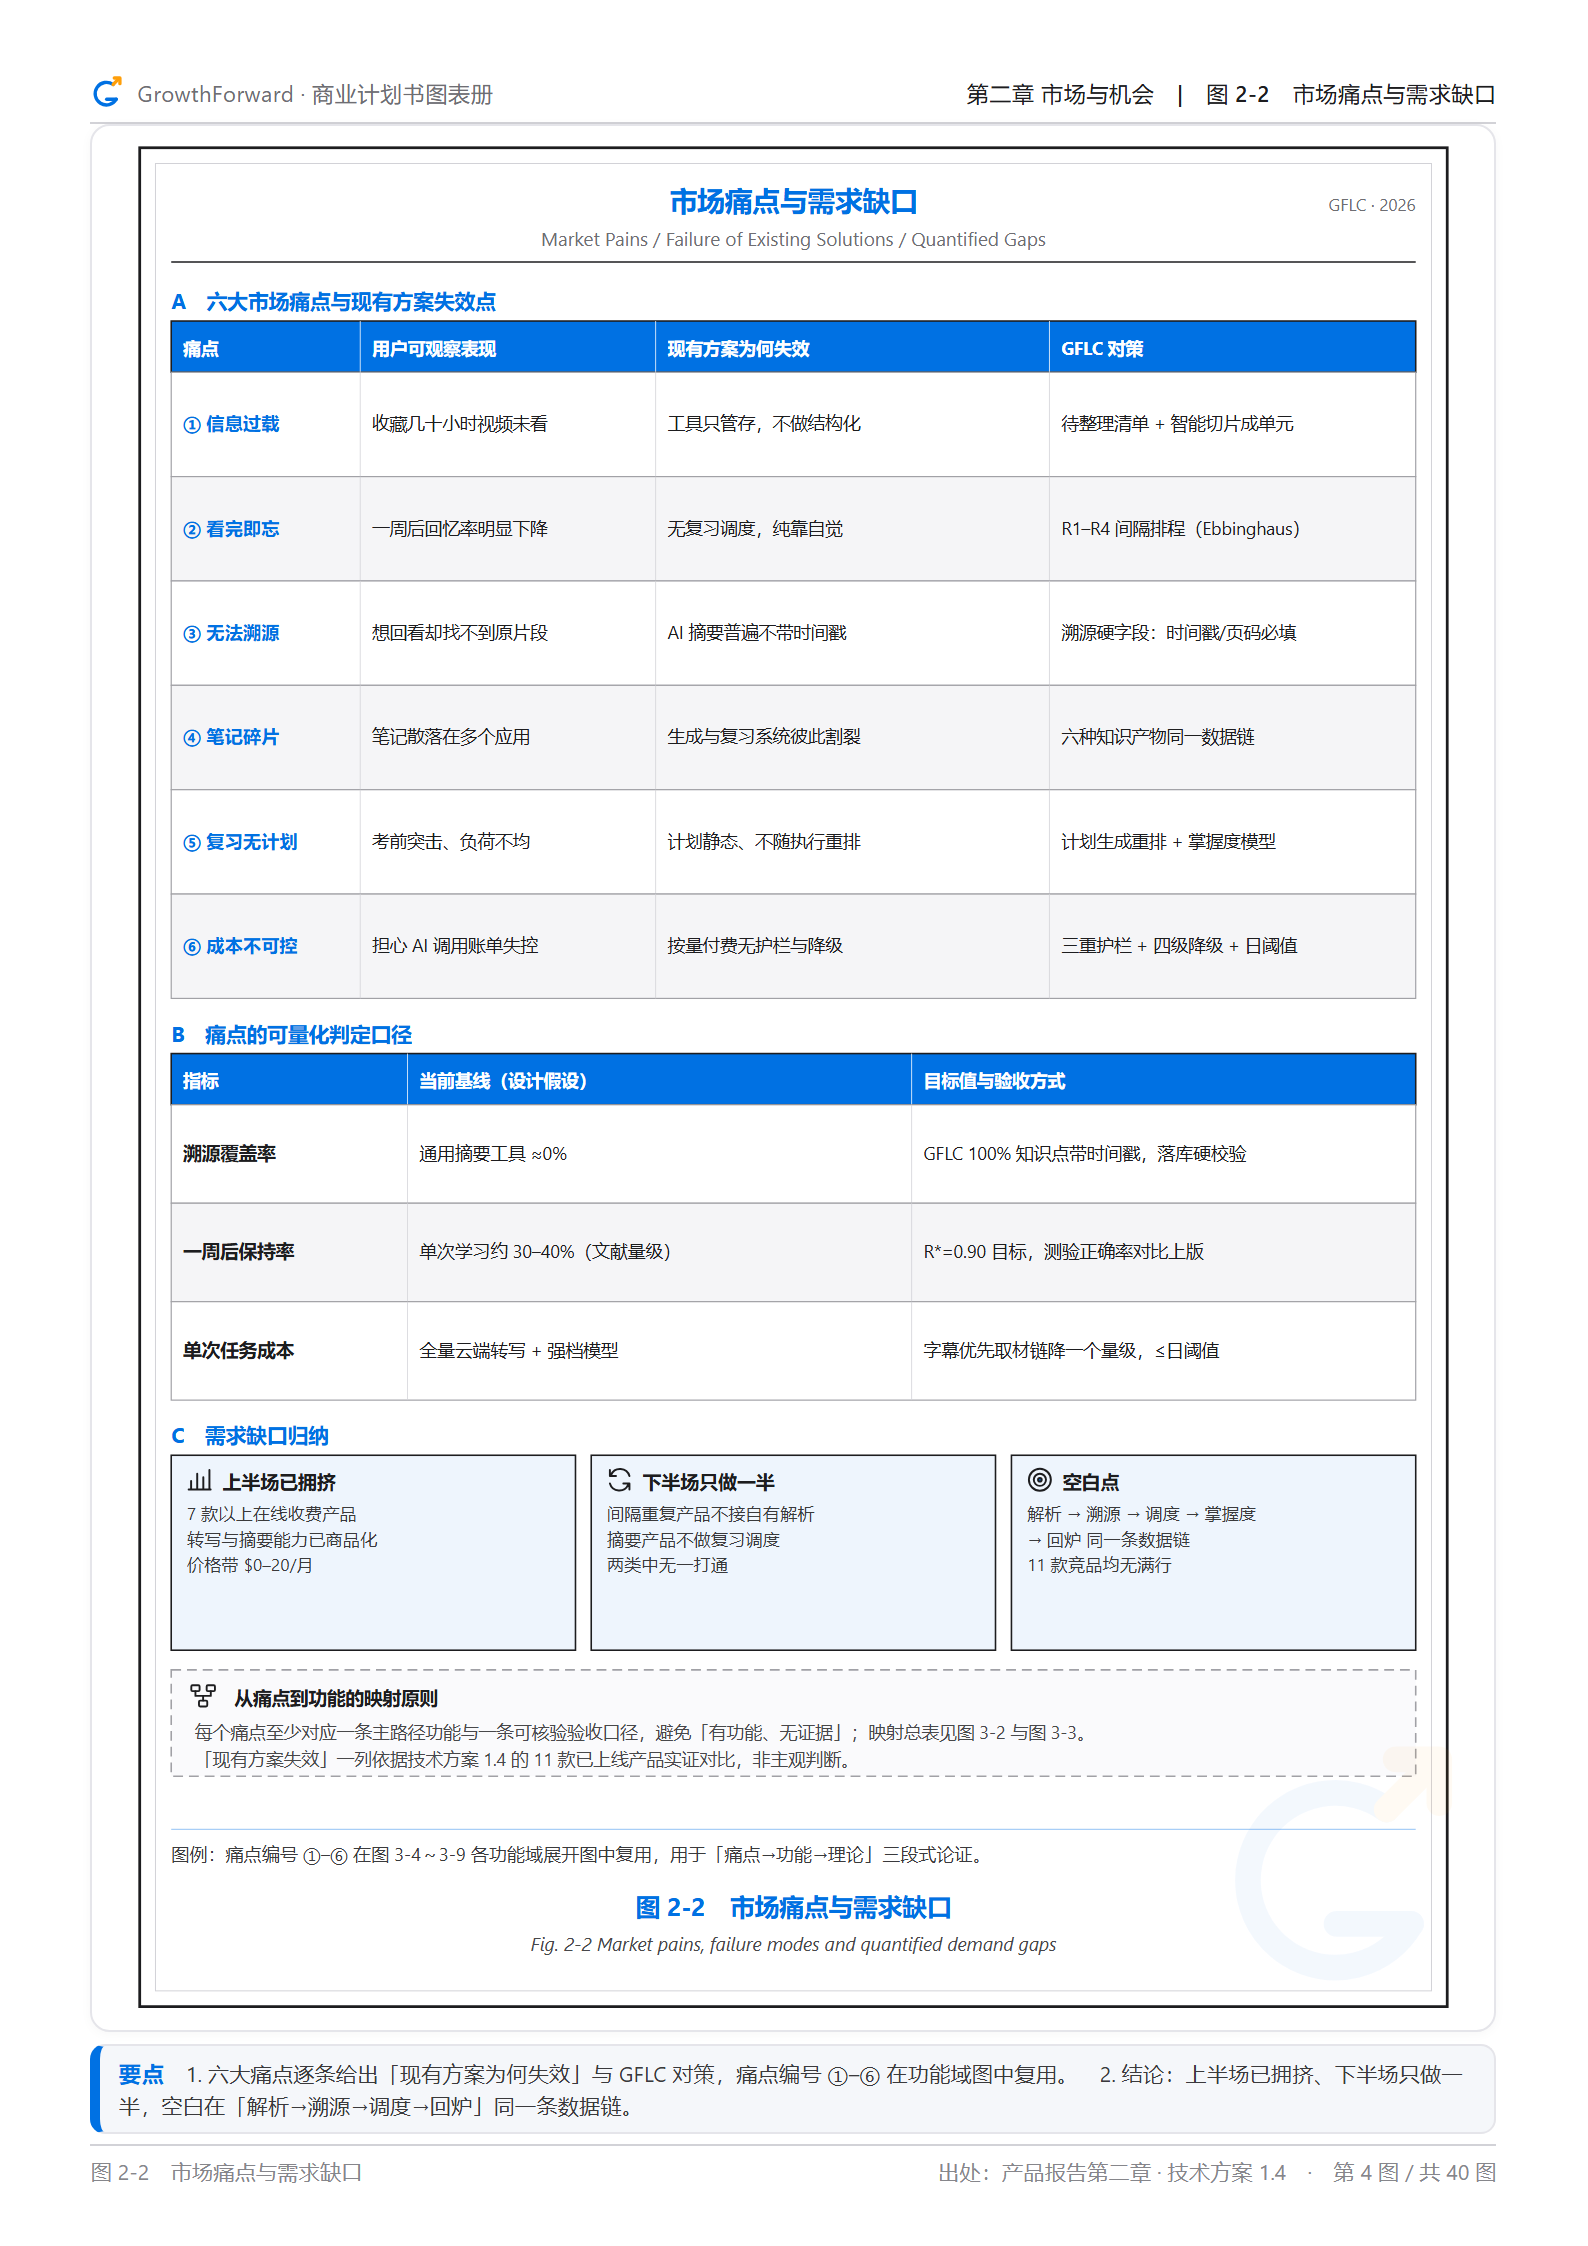 GrowthForward · 商业计划书图表册
第二章 市场与机会 | 图 2-2 市场痛点与需求缺口
市场痛点与需求缺口
GFLC · 2026
Market Pains / Failure of Existing Solutions / Quantified Gaps
A 六大市场痛点与现有方案失效点
痛点 用户可观察表现 现有方案为何失效 GFLC 对策
① 信息过载 收藏几十小时视频未看 工具只管存，不做结构化 待整理清单 + 智能切片成单元
② 看完即忘 一周后回忆率明显下降 无复习调度，纯靠自觉 R1–R4 间隔排程（Ebbinghaus）
③ 无法溯源 想回看却找不到原片段 AI 摘要普遍不带时间戳 溯源硬字段：时间戳/页码必填
④ 笔记碎片 笔记散落在多个应用 生成与复习系统彼此割裂 六种知识产物同一数据链
⑤ 复习无计划 考前突击、负荷不均 计划静态、不随执行重排 计划生成重排 + 掌握度模型
⑥ 成本不可控 担心 AI 调用账单失控 按量付费无护栏与降级 三重护栏 + 四级降级 + 日阈值
B 痛点的可量化判定口径
指标 当前基线（设计假设） 目标值与验收方式
溯源覆盖率 通用摘要工具 ≈0% GFLC 100% 知识点带时间戳，落库硬校验
一周后保持率 单次学习约 30–40%（文献量级） R*=0.90 目标，测验正确率对比上版
单次任务成本 全量云端转写 + 强档模型 字幕优先取材链降一个量级，≤日阈值
C 需求缺口归纳
上半场已拥挤
7 款以上在线收费产品
转写与摘要能力已商品化
价格带 $0–20/月
下半场只做一半
间隔重复产品不接自有解析
摘要产品不做复习调度
两类中无一打通
空白点
解析 → 溯源 → 调度 → 掌握度
→ 回炉 同一条数据链
11 款竞品均无满行
从痛点到功能的映射原则
每个痛点至少对应一条主路径功能与一条可核验验收口径，避免「有功能、无证据」；映射总表见图 3-2 与图 3-3。
「现有方案失效」一列依据技术方案 1.4 的 11 款已上线产品实证对比，非主观判断。
图例：痛点编号 ①–⑥ 在图 3-4 ~ 3-9 各功能域展开图中复用，用于「痛点→功能→理论」三段式论证。
图 2-2 市场痛点与需求缺口
Fig. 2-2 Market pains, failure modes and quantified demand gaps
要点 1. 六大痛点逐条给出「现有方案为何失效」与 GFLC 对策，痛点编号 ①–⑥ 在功能域图中复用。 2. 结论：上半场已拥挤、下半场只做一
半，空白在「解析→溯源→调度→回炉」同一条数据链。
图 2-2 市场痛点与需求缺口
出处：产品报告第二章 · 技术方案 1.4 · 第 4 图 / 共 40 图